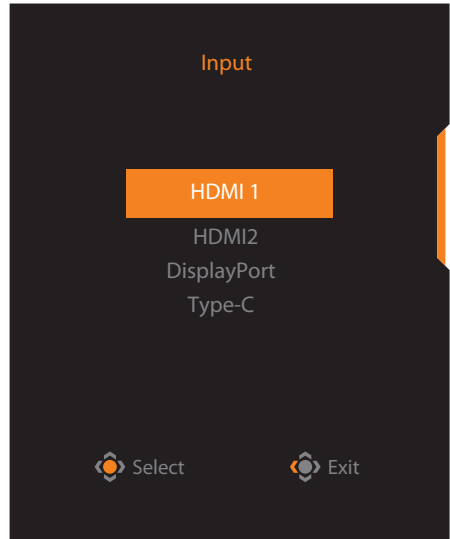 Input
HDMI 1
HDMI2
DisplayPort
Type-C
Select Exit